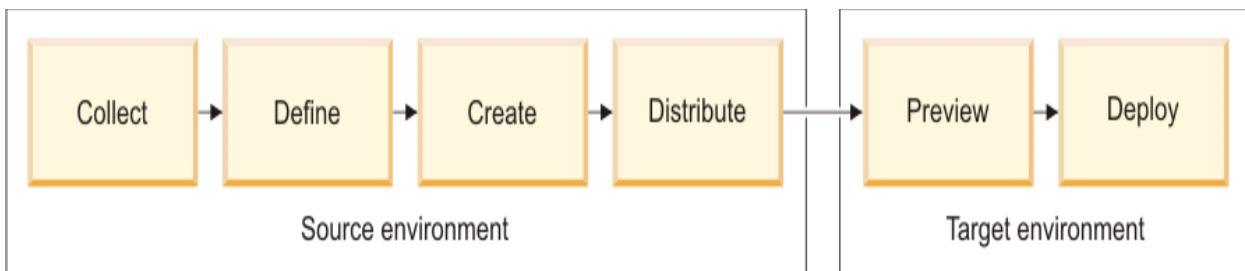 Collect
Define
Create
Distribute
Preview
Deploy
Source environment
Target environment